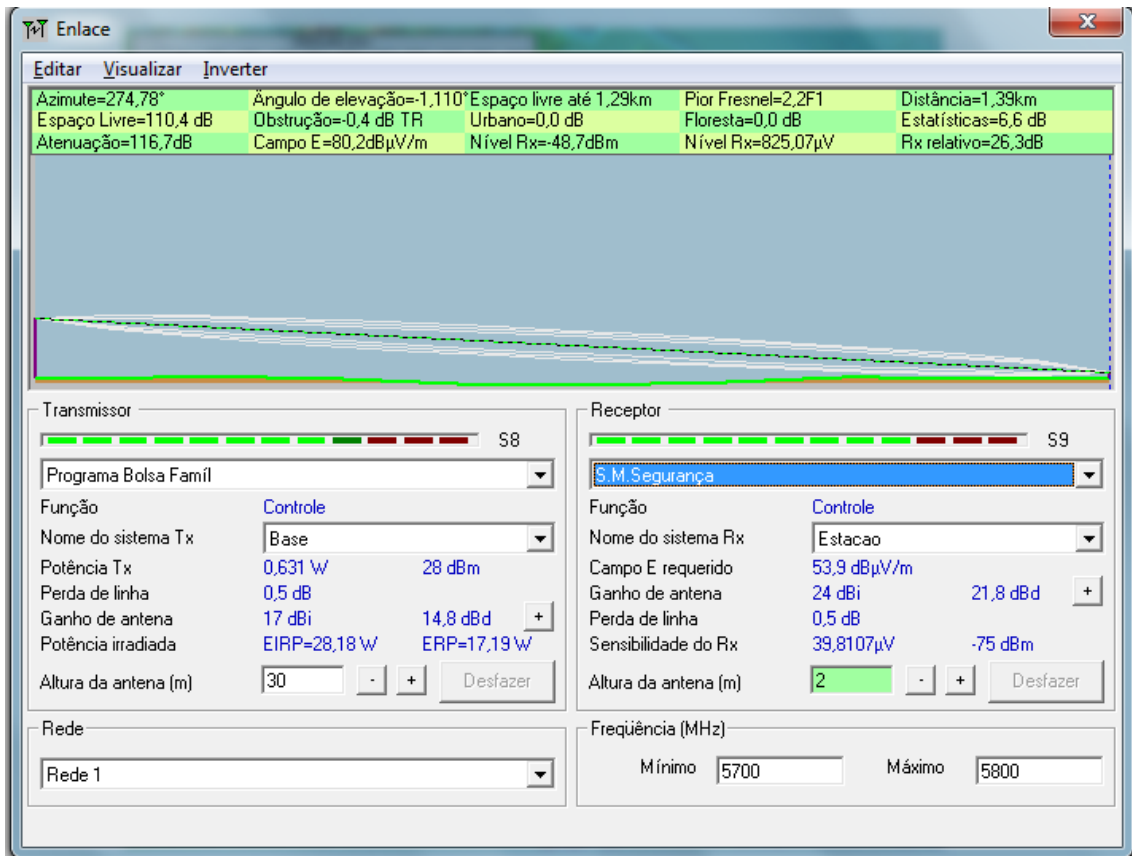 Enlace
Editar Visualizar Inverter
Azimute=274,78° Ângulo de elevação=-1,110° Espaço livre até 1,29km Pior Fresnel=2,2F1 Distância=1,39km
Espaço Livre=110,4 dB Obstrução=-0,4 dB TR Urbano=0,0 dB Floresta=0,0 dB Estatísticas=6,6 dB
Atenuação=116,7dB Campo E=80,2dBµV/m Nível Rx=-48,7dBm Nível Rx=825,07µV Rx relativo=26,3dB
Transmissor
S8
Programa Bolsa Famíl
Função Controle
Nome do sistema Tx Base
Potência Tx 0,631 W 28 dBm
Perda de linha 0,5 dB
Ganho de antena 17 dBi 14,8 dBd +
Potência irradiada EIRP=28,18 W ERP=17,19 W
Altura da antena (m) 30 - + Desfazer
Receptor
S9
S.M.Segurança
Função Controle
Nome do sistema Rx Estacao
Campo E requerido 53,9 dBµV/m
Ganho de antena 24 dBi 21,8 dBd +
Perda de linha 0,5 dB
Sensibilidade do Rx 39,8107µV -75 dBm
Altura da antena (m) 2 - + Desfazer
Rede
Rede 1
Freqüência (MHz)
Mínimo 5700 Máximo 5800